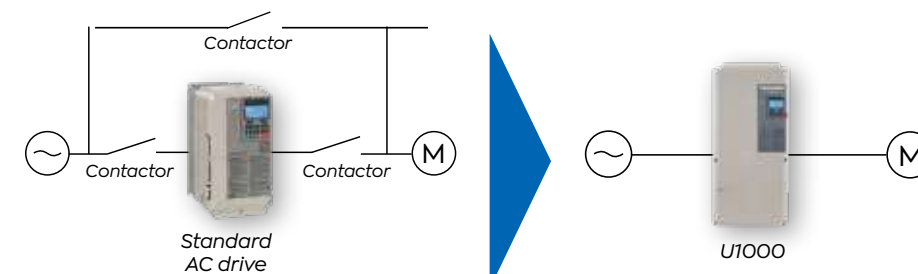 Contactor
Contactor
Contactor
M
Standard
AC drive
M
U1000